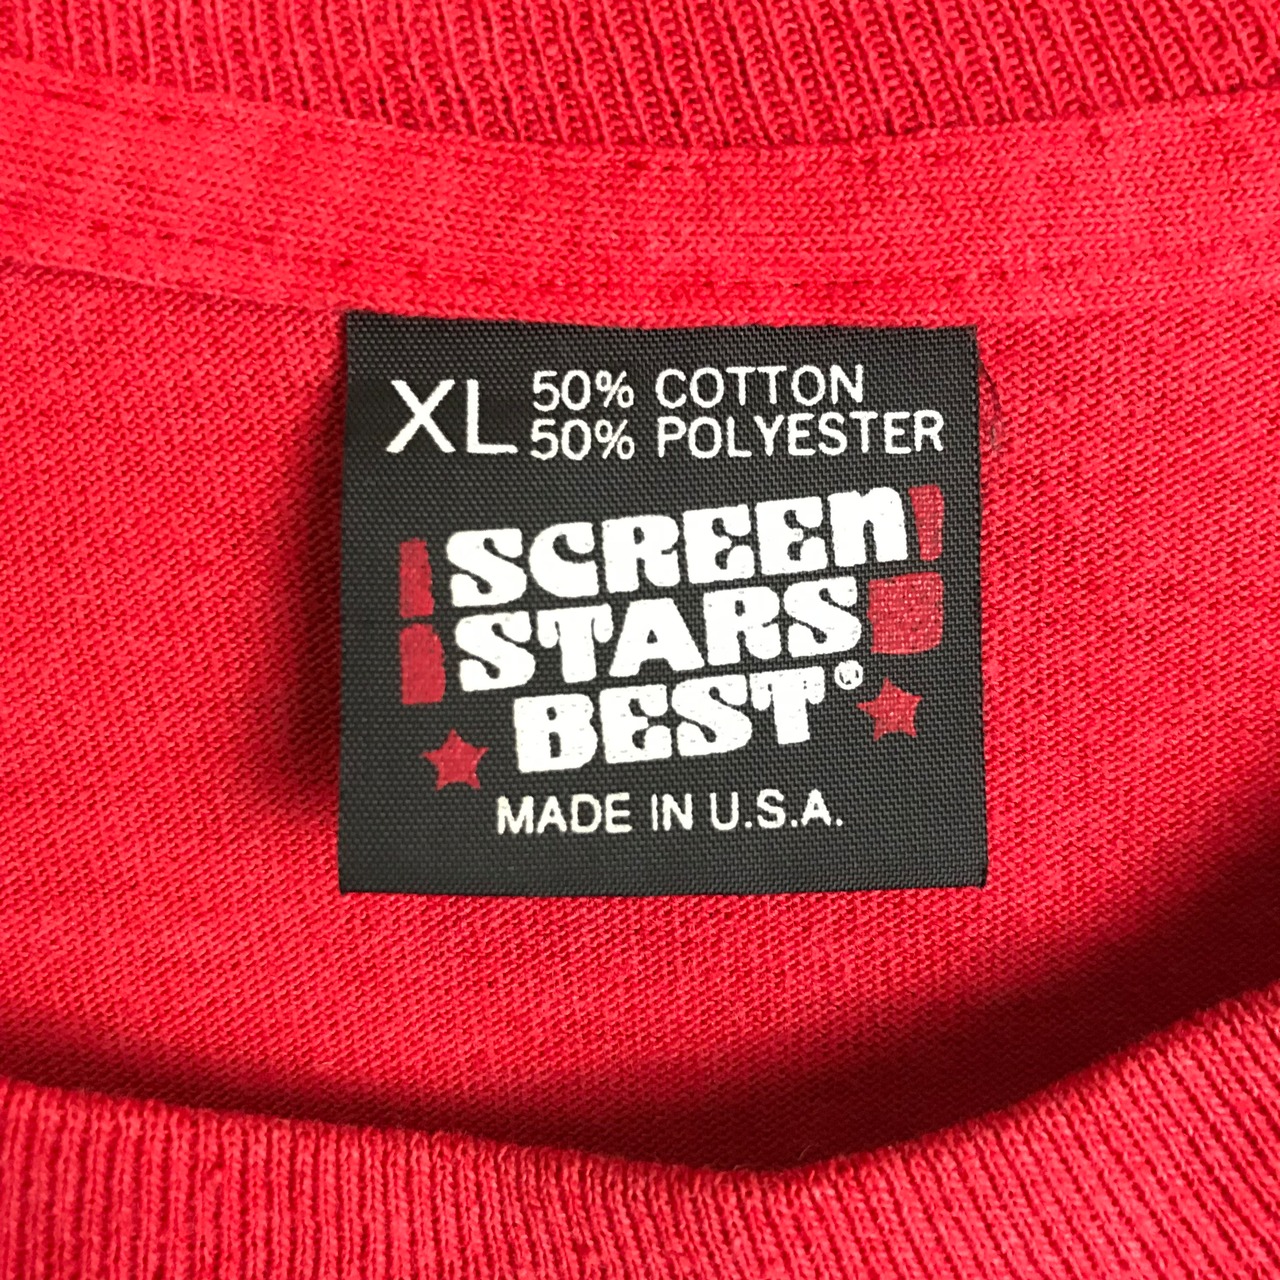 XL 50% COTTON
50% POLYESTER
SCREEN
STARS
BEST®
MADE IN U.S.A.